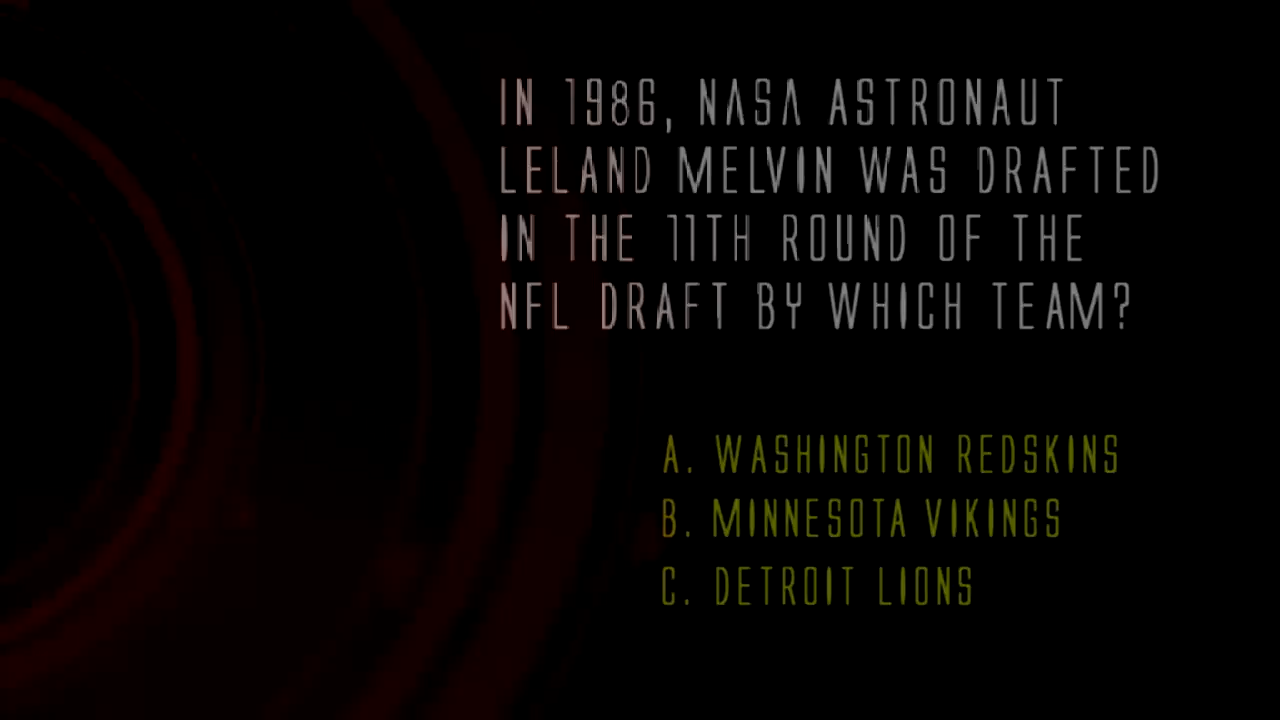 IN 1986, NASA ASTRONAUT
LELAND MELVIN WAS DRAFTED
IN THE 11TH ROUND OF THE
NFL DRAFT BY WHICH TEAM?
A. WASHINGTON REDSKINS
B. MINNESOTA VIKINGS
C. DETROIT LIONS